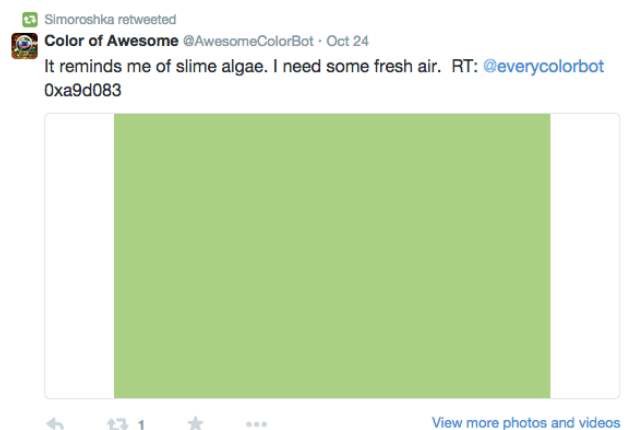 Simoroshka retweeted
Color of Awesome @AwesomeColorBot · Oct 24
It reminds me of slime algae. I need some fresh air.  RT: @everycolorbot
0xa9d083
1
View more photos and videos